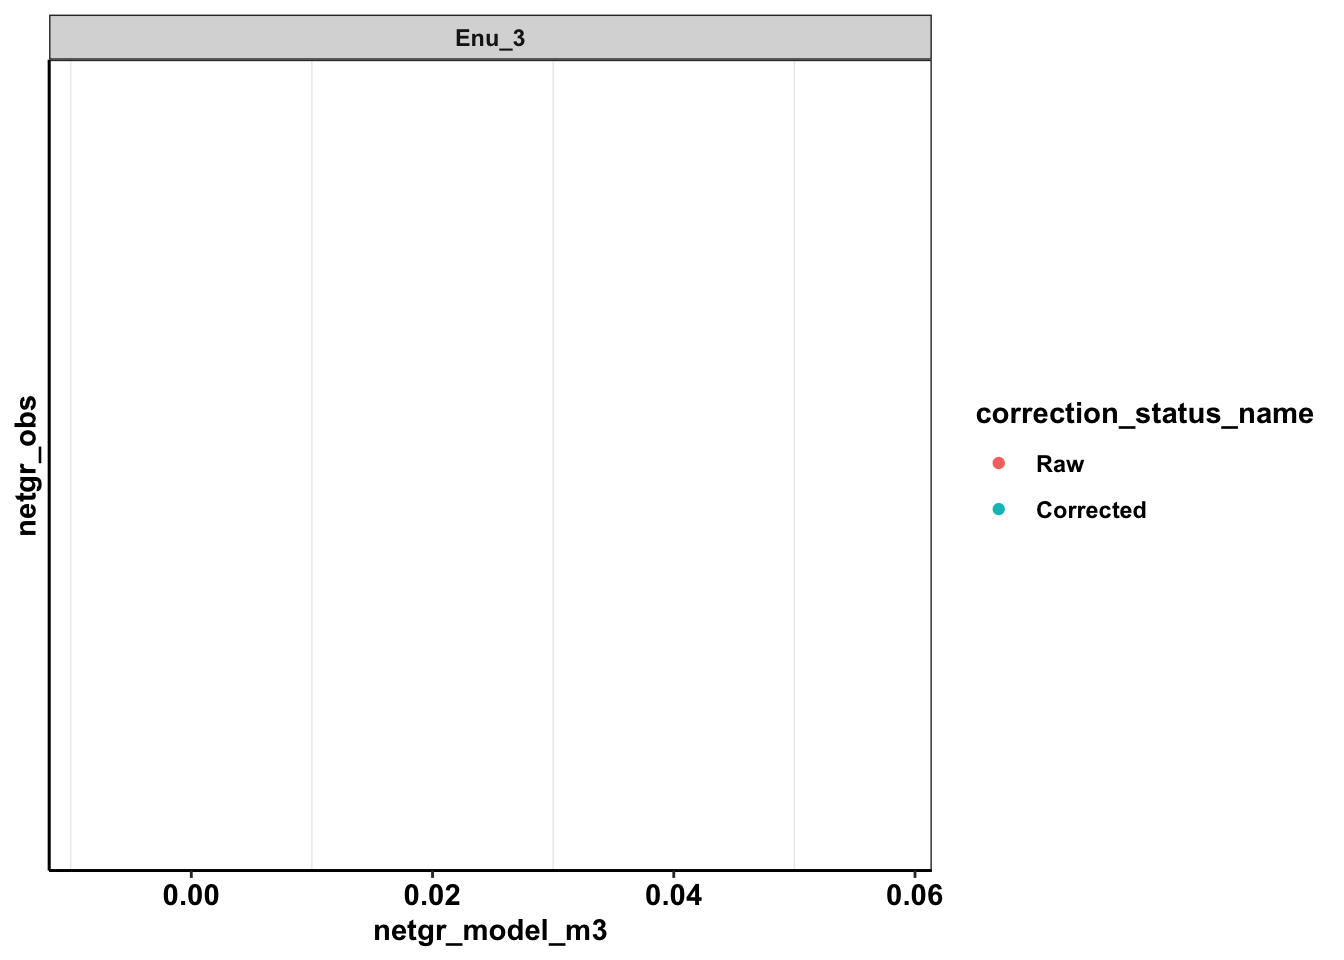 Enu_3
netgr_obs
correction_status_name
Raw
Corrected
0.00 0.02 0.04 0.06
netgr_model_m3